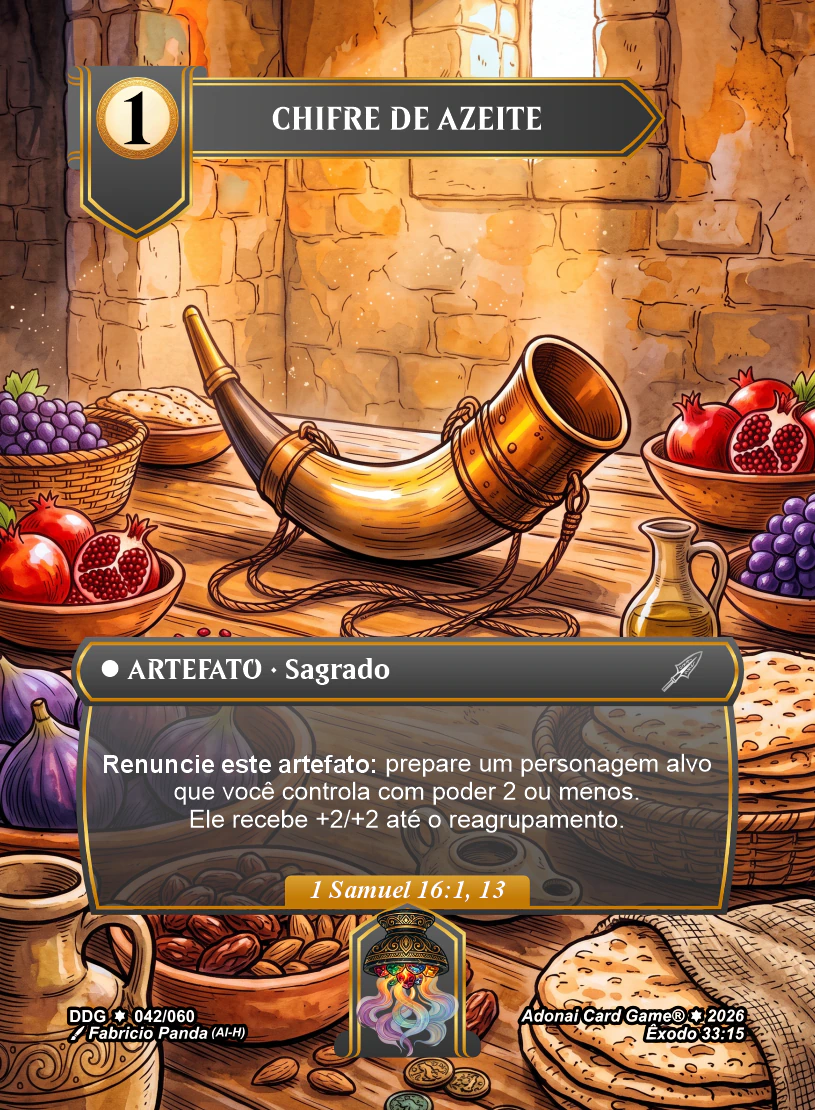 1
CHIFRE DE AZEITE
ARTEFATO · Sagrado
Renuncie este artefato: prepare um personagem alvo
que você controla com poder 2 ou menos.
Ele recebe +2/+2 até o reagrupamento.
1 Samuel 16:1, 13
DDG ✸ 042/060
Fabricio Panda (AI-H)
Adonai Card Game® ✸ 2026
Êxodo 33:15